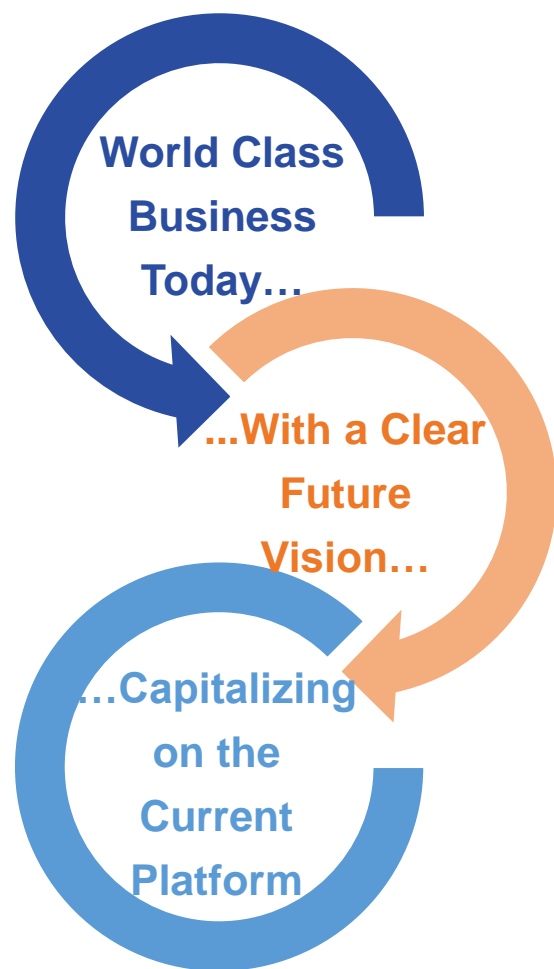 World Class
Business
Today…
...With a Clear
Future
Vision…
…Capitalizing
on the
Current
Platform